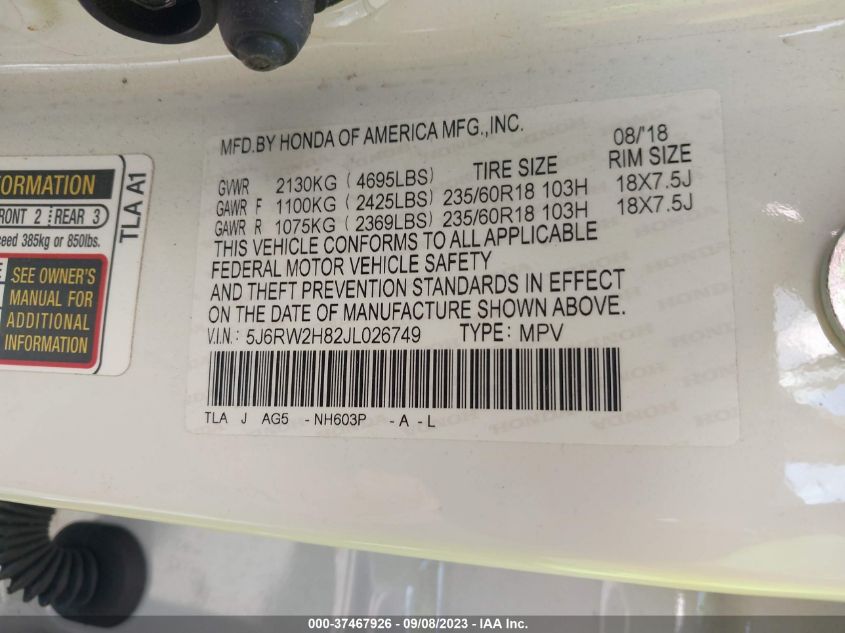 MFD.BY HONDA OF AMERICA MFG.,INC. 08/'18
TIRE SIZE RIM SIZE
GVWR 2130KG ( 4695LBS)
GAWR F 1100KG ( 2425LBS) 235/60R18 103H 18X7.5J
GAWR R 1075KG ( 2369LBS) 235/60R18 103H 18X7.5J
THIS VEHICLE CONFORMS TO ALL APPLICABLE
FEDERAL MOTOR VEHICLE SAFETY
AND THEFT PREVENTION STANDARDS IN EFFECT
ON THE DATE OF MANUFACTURE SHOWN ABOVE.
V.I.N.: 5J6RW2H82JL026749 TYPE: MPV
TLA J AG5 -NH603P -A -L
ORMATION
RONT 2 REAR 3
ceed 385kg or 850lbs.
SEE OWNER'S
MANUAL FOR
ADDITIONAL
INFORMATION
TLA A1
000-37467926 - 09/08/2023 - IAA Inc.